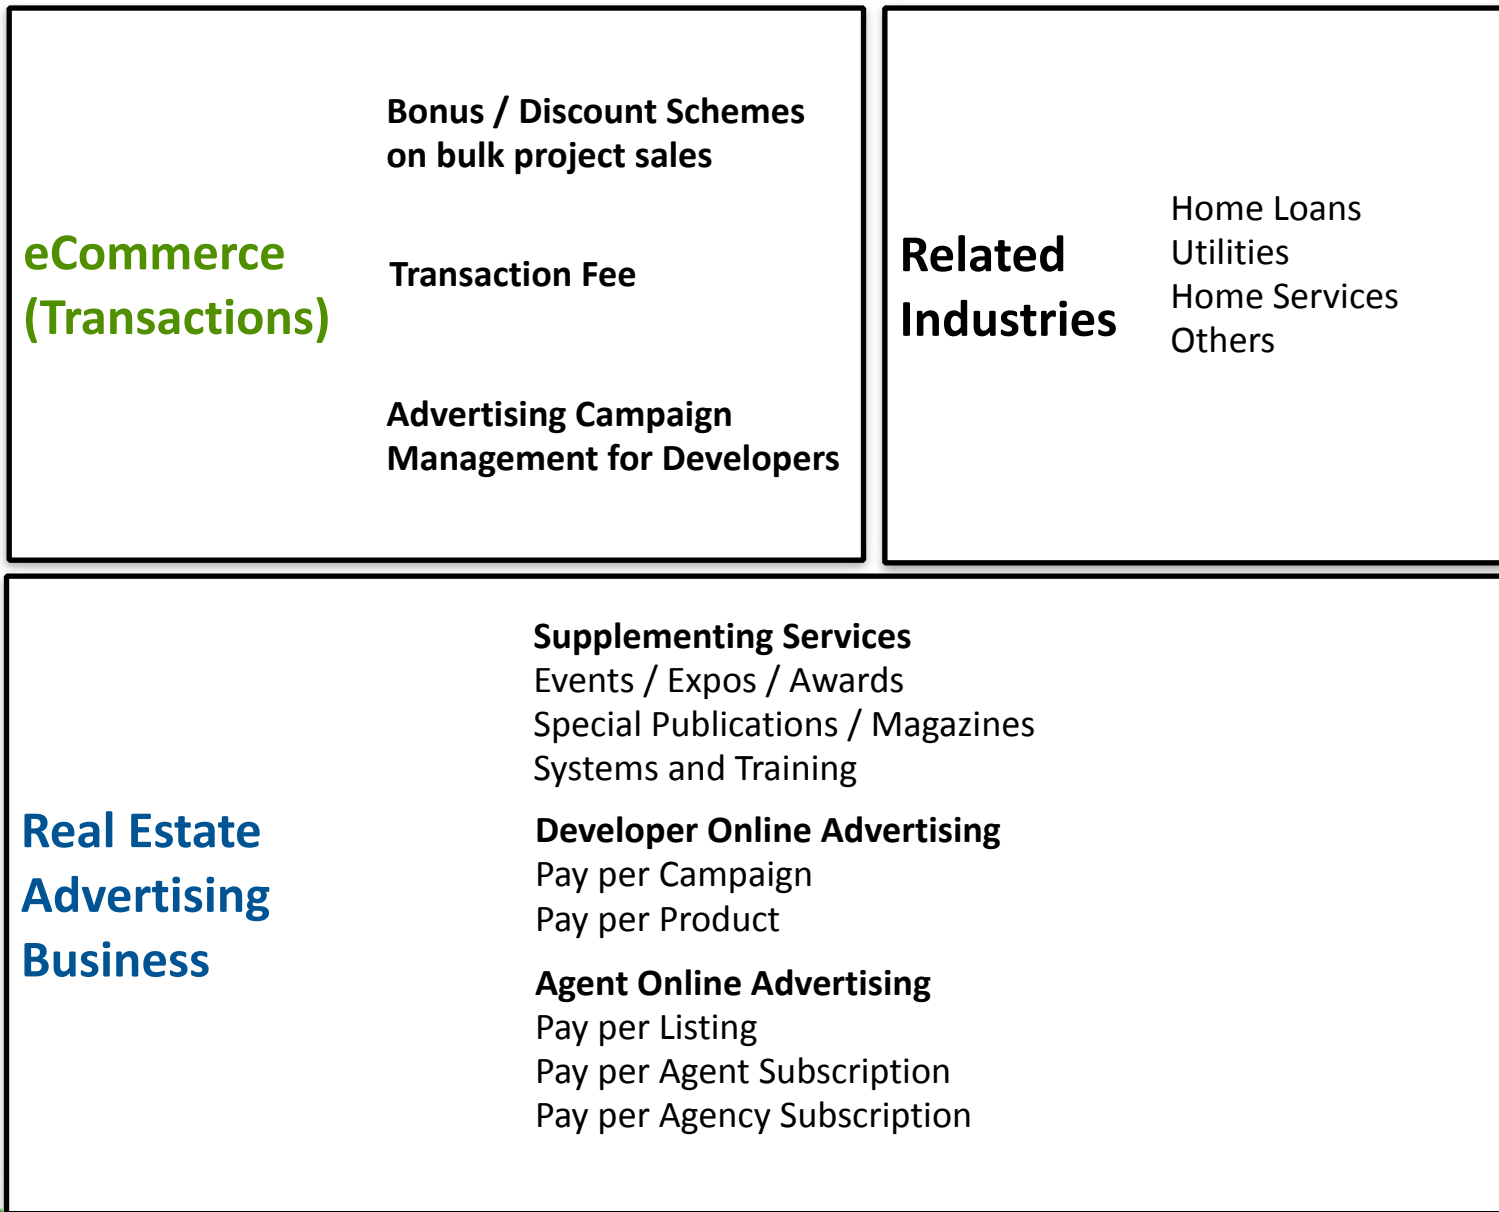 eCommerce
(Transactions)
Bonus / Discount Schemes
on bulk project sales
Transaction Fee
Advertising Campaign
Management for Developers
Related
Industries
Home Loans
Utilities
Home Services
Others
Real Estate
Advertising
Business
Supplementing Services
Events / Expos / Awards
Special Publications / Magazines
Systems and Training
Developer Online Advertising
Pay per Campaign
Pay per Product
Agent Online Advertising
Pay per Listing
Pay per Agent Subscription
Pay per Agency Subscription